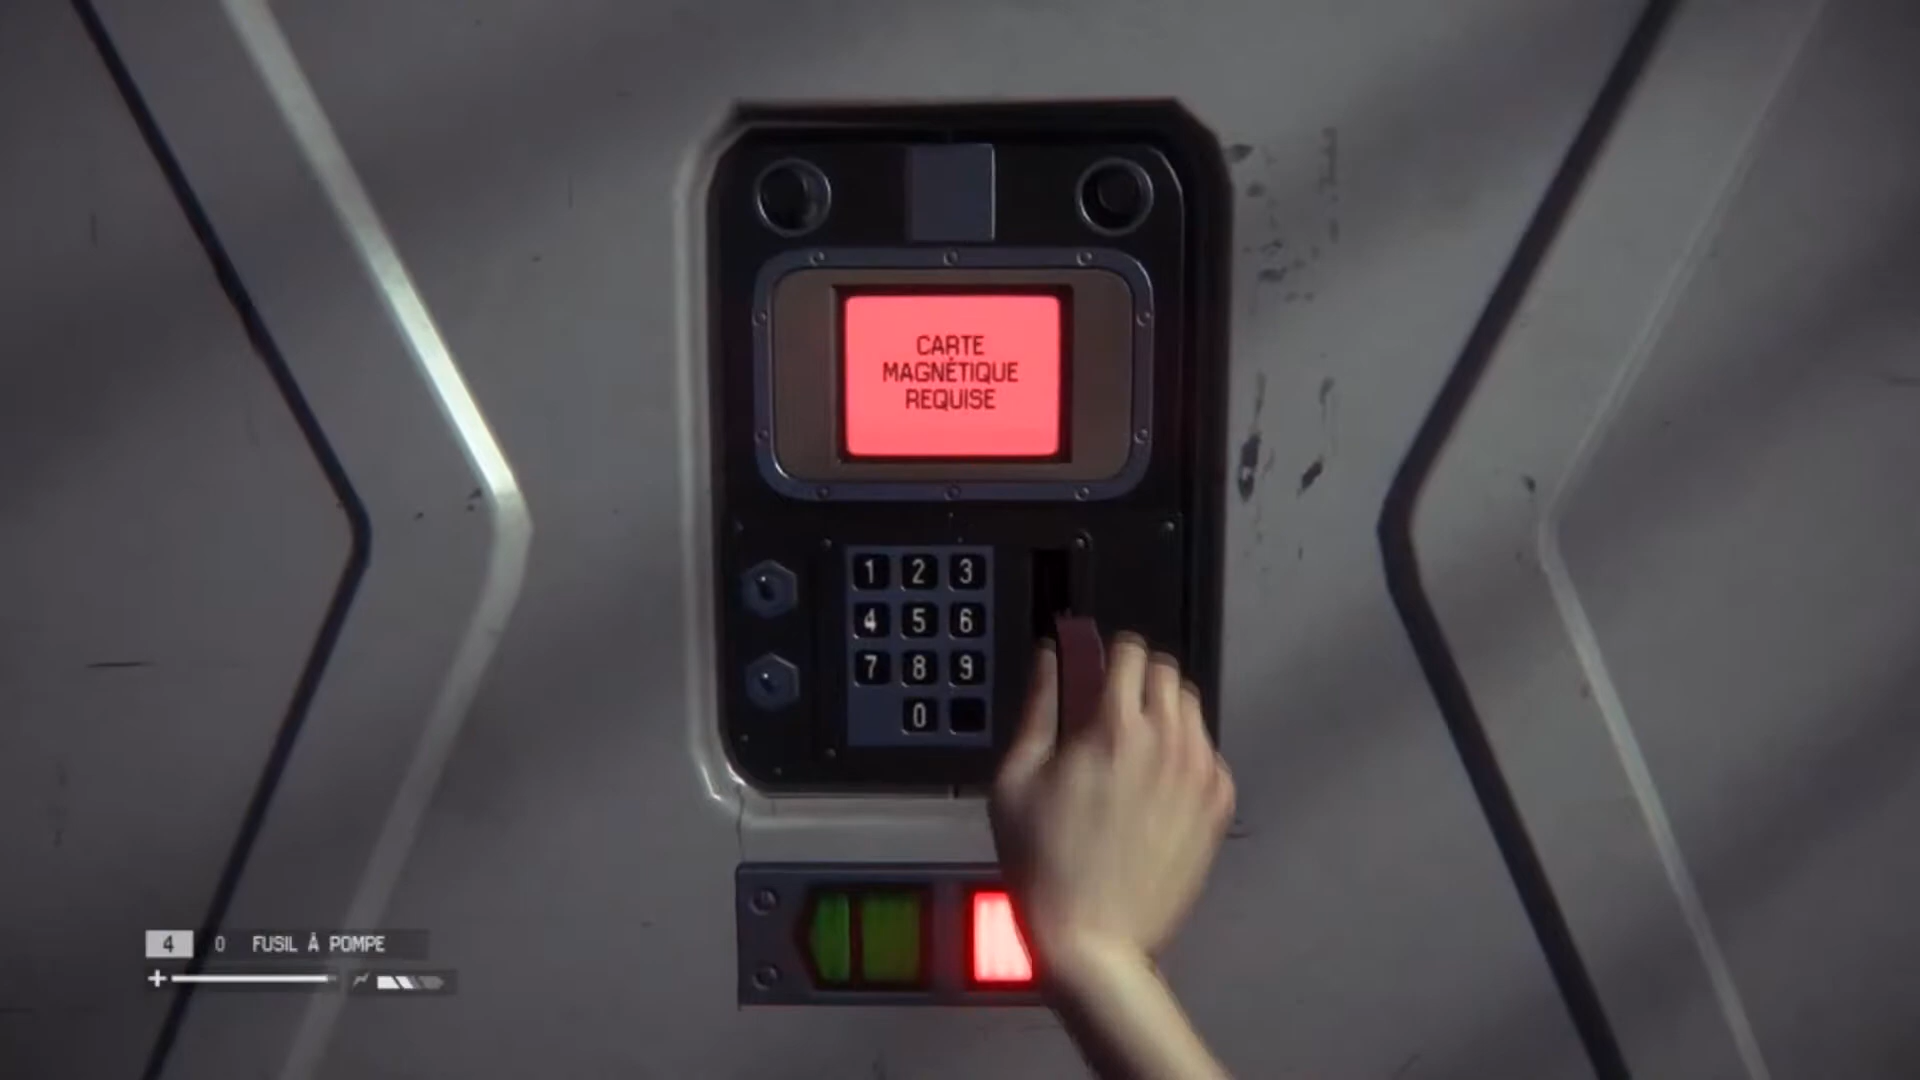 CARTE
MAGNÉTIQUE
REQUISE
1 2 3
4 5 6
7 8 9
0
4 0 FUSIL À POMPE